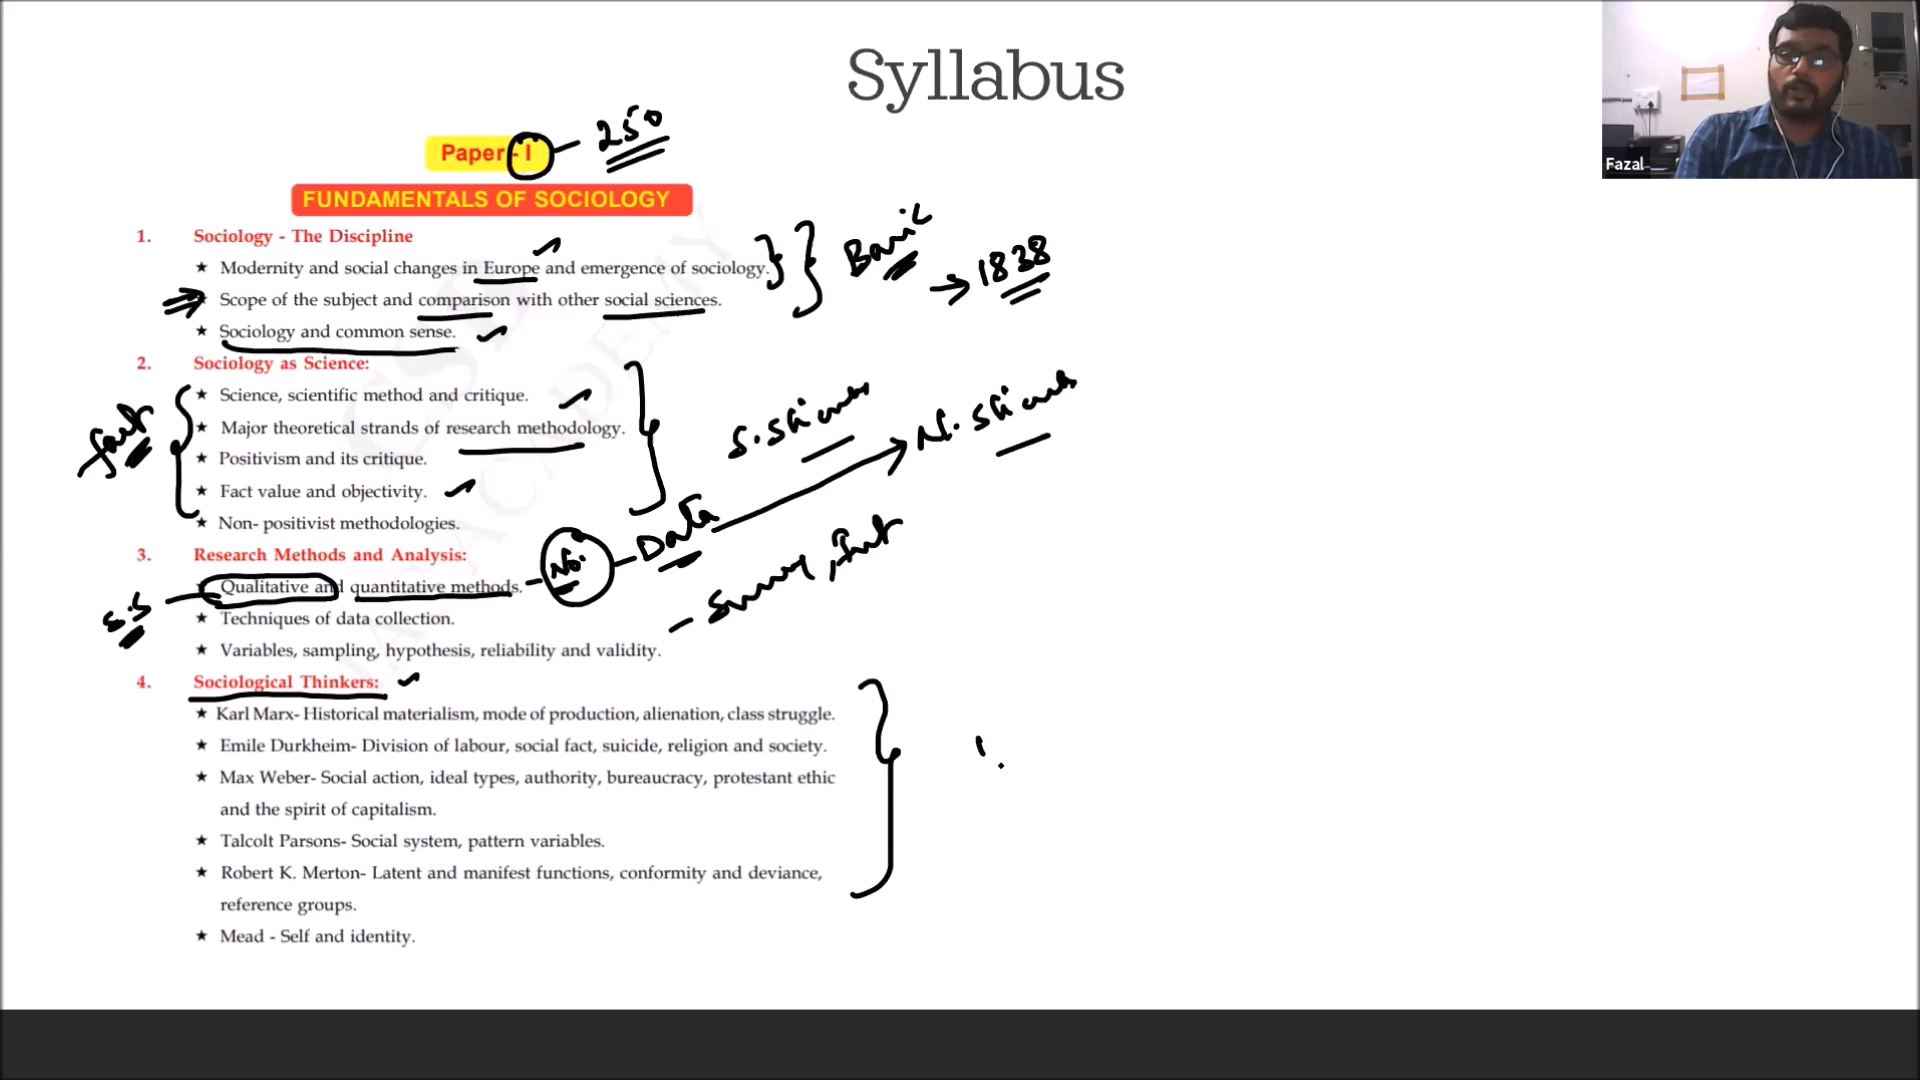 Syllabus
Fazal
Paper - I
250
FUNDAMENTALS OF SOCIOLOGY
1. Sociology - The Discipline
★ Modernity and social changes in Europe and emergence of sociology.
★ Scope of the subject and comparison with other social sciences.
★ Sociology and common sense.
Basic
→ 1838
2. Sociology as Science:
★ Science, scientific method and critique.
★ Major theoretical strands of research methodology.
★ Positivism and its critique.
★ Fact value and objectivity.
★ Non- positivist methodologies.
fact
3. Research Methods and Analysis:
★ Qualitative and quantitative methods.
No. - Data
S.S
★ Techniques of data collection.
★ Variables, sampling, hypothesis, reliability and validity.
4. Sociological Thinkers:
★ Karl Marx- Historical materialism, mode of production, alienation, class struggle.
★ Emile Durkheim- Division of labour, social fact, suicide, religion and society.
★ Max Weber- Social action, ideal types, authority, bureaucracy, protestant ethic
and the spirit of capitalism.
★ Talcolt Parsons- Social system, pattern variables.
★ Robert K. Merton- Latent and manifest functions, conformity and deviance,
reference groups.
★ Mead - Self and identity.